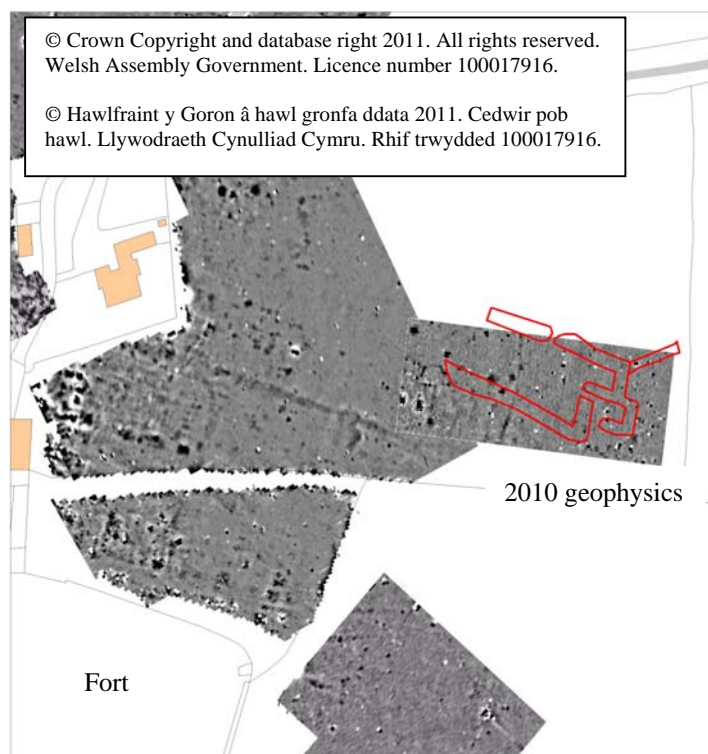 © Crown Copyright and database right 2011. All rights reserved.
Welsh Assembly Government. Licence number 100017916.
© Hawlfraint y Goron â hawl gronfa ddata 2011. Cedwir pob
hawl. Llywodraeth Cynulliad Cymru. Rhif trwydded 100017916.
2010 geophysics
Fort